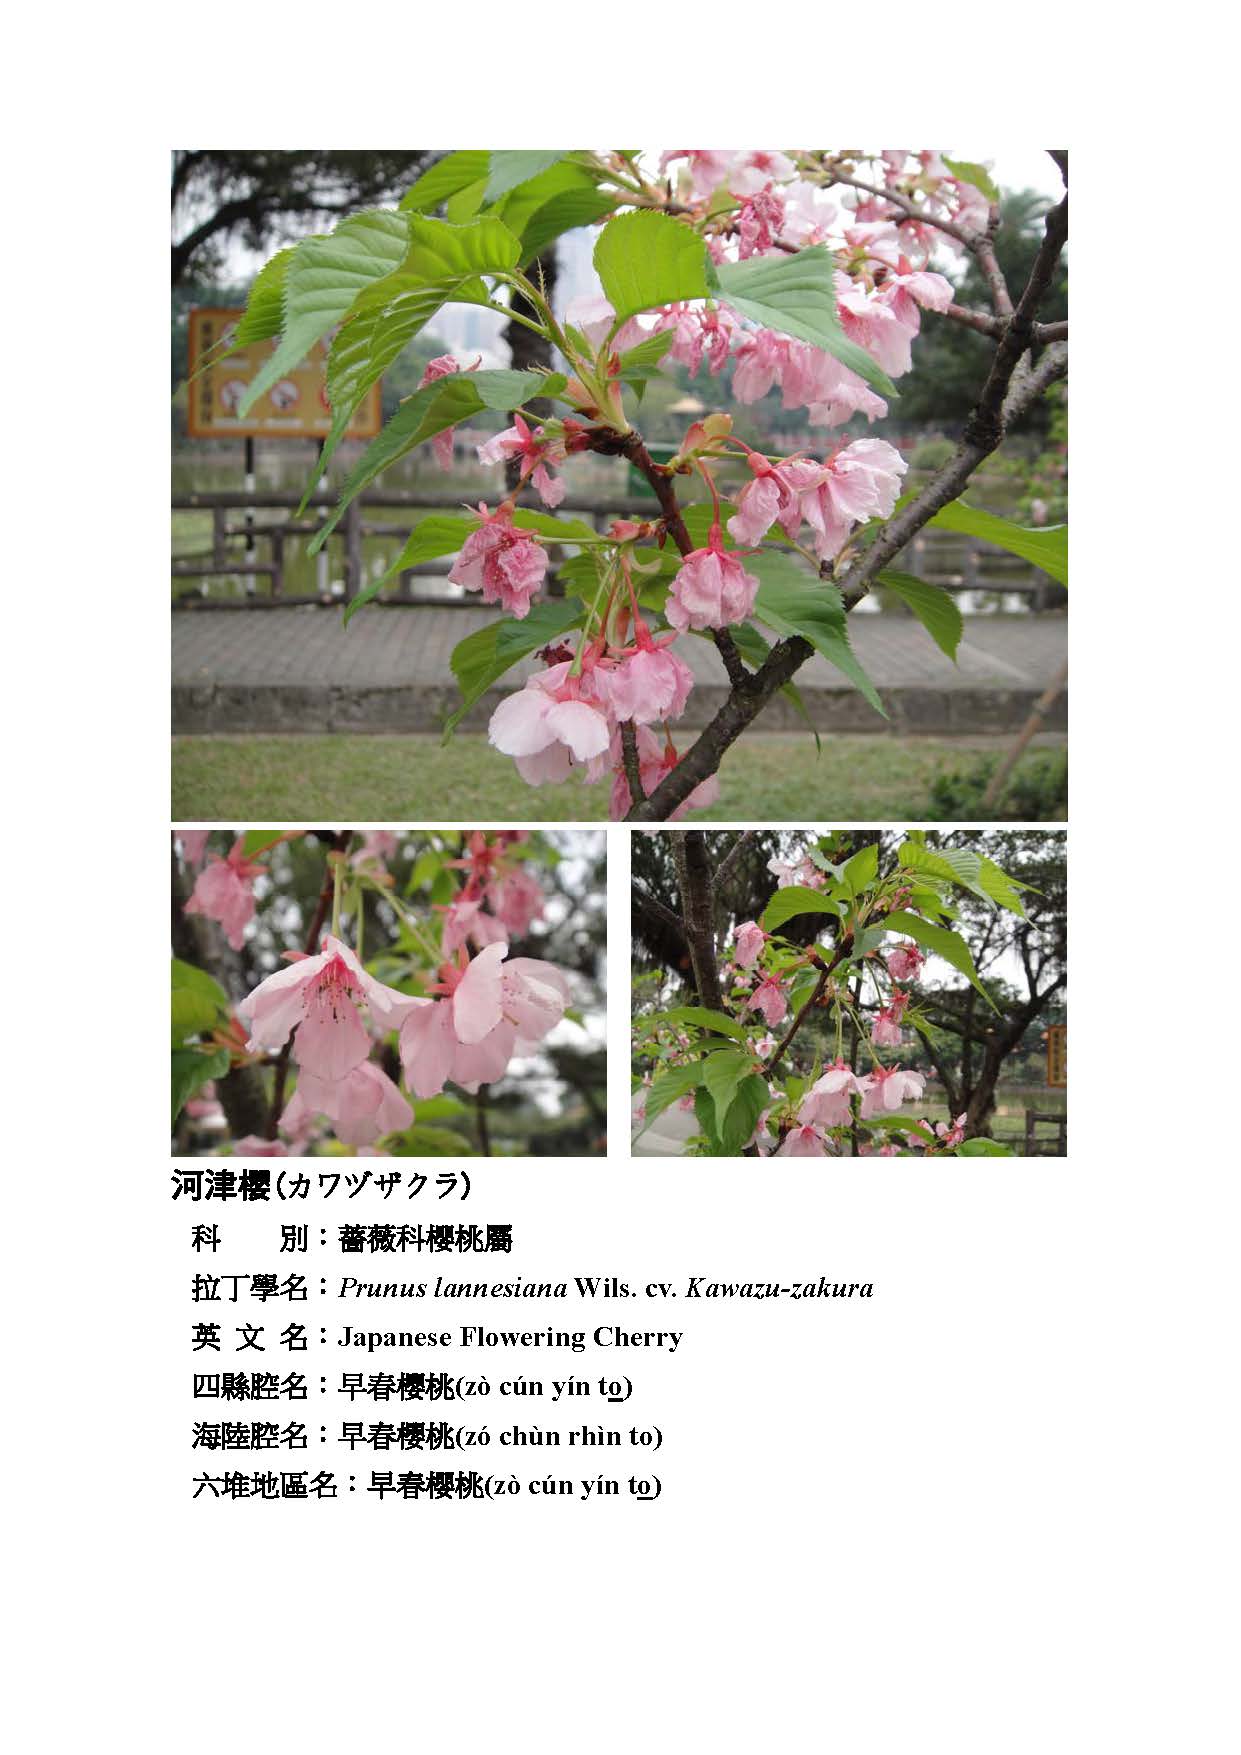 河津櫻(カワヅザクラ)
科　　別：薔薇科櫻桃屬
拉丁學名：Prunus lannesiana Wils. cv. Kawazu-zakura
英 文 名：Japanese Flowering Cherry
四縣腔名：早春櫻桃(zò cún yín to)
海陸腔名：早春櫻桃(zó chùn rhìn to)
六堆地區名：早春櫻桃(zò cún yín to)